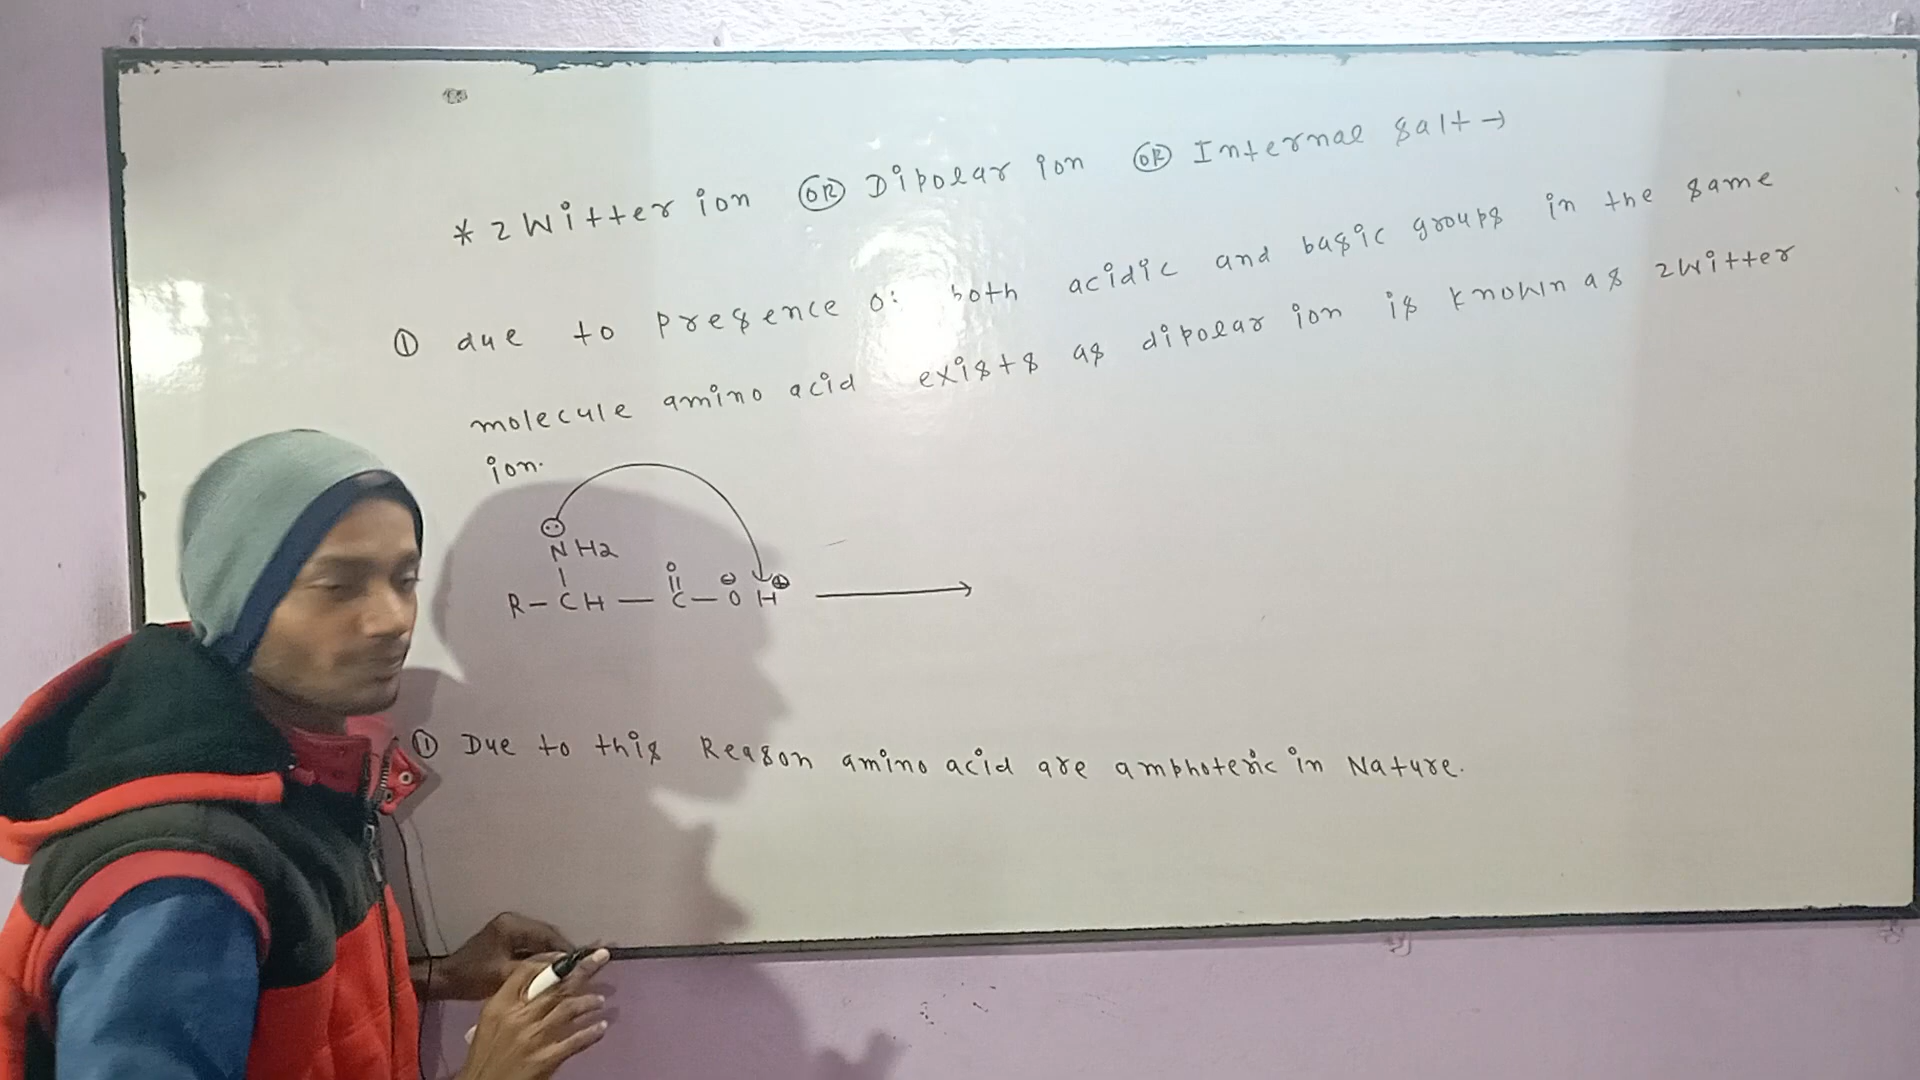 * Zwitter ion OR Dipolar ion OR Internal salt →
① due to presence of both acidic and basic groups in the same
molecule amino acid exists as dipolar ion is known as zwitter
ion.
NH2
R - CH — C - O H
O
⊖ ⊕
① Due to this Reason amino acid are amphoteric in Nature.